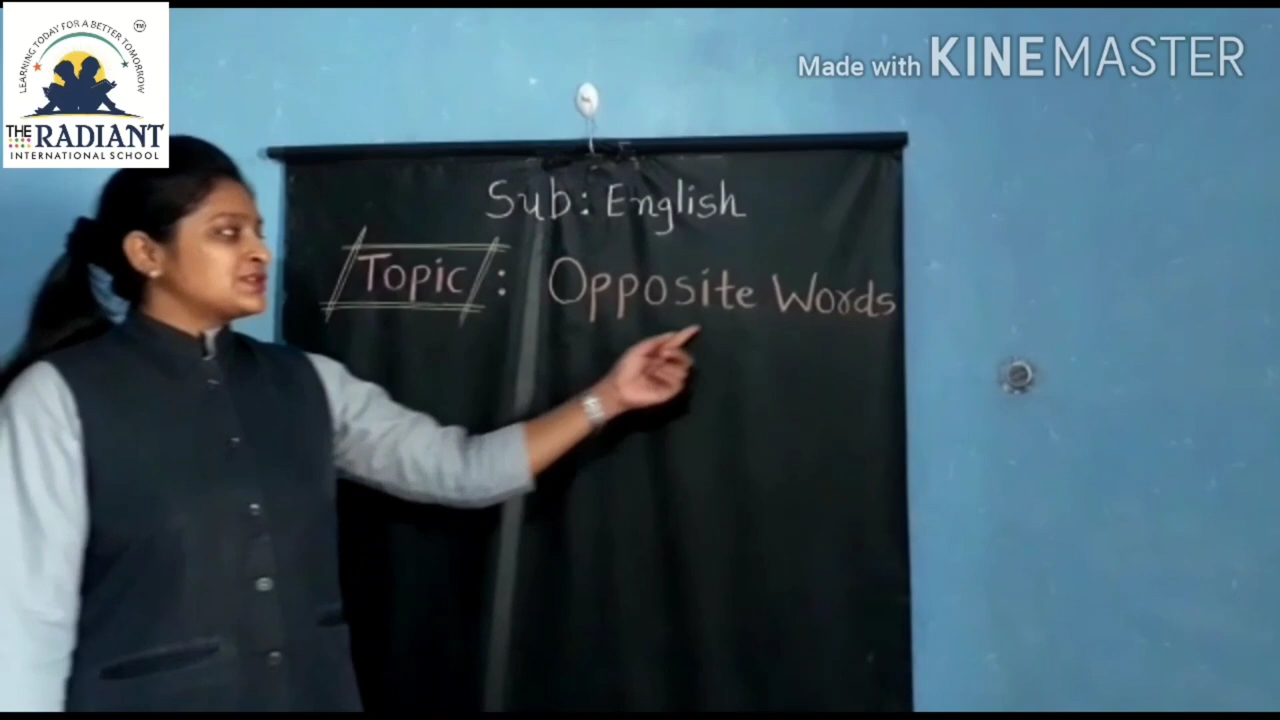 LEARNING TODAY FOR A BETTER TOMORROW
TM
THE RADIANT
INTERNATIONAL SCHOOL
Made with KINEMASTER
Sub: English
Topic: Opposite Words